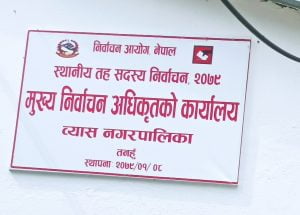 निर्वाचन आयोग, नेपाल
स्थानीय तह सदस्य निर्वाचन, २०७९
मुख्य निर्वाचन अधिकृतको कार्यालय
व्यास नगरपालिका
तनहुँ
स्थापना २०७९/०१/०८